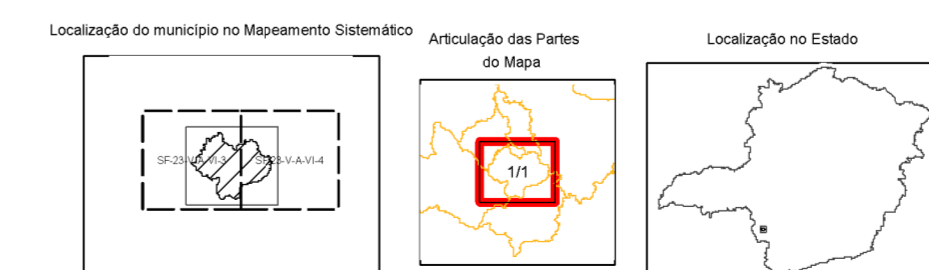 Localização do município no Mapeamento Sistemático
Articulação das Partes
do Mapa
Localização no Estado
SF-23-V-A-VI-3
SF-23-V-A-VI-4
1/1